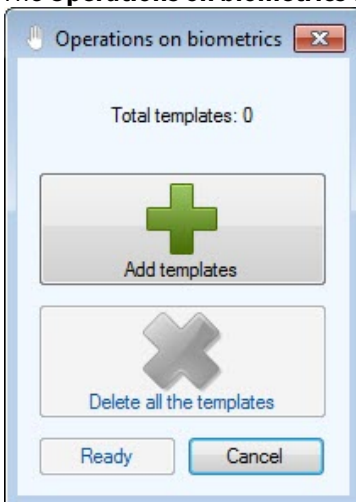 Operations on biometrics
Total templates: 0
Add templates
Delete all the templates
Ready
Cancel